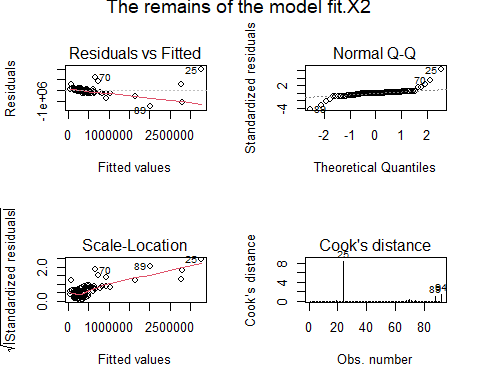 The remains of the model fit.X2
Residuals vs Fitted
Residuals
-1e+06
25
70
89
0 1000000 2500000
Fitted values
Normal Q-Q
Standardized residuals
-4 2
25
70
89
-2 -1 0 1 2
Theoretical Quantiles
Scale-Location
√|Standardized residuals|
0.0 2.0
70
89
25
0 1000000 2500000
Fitted values
Cook's distance
Cook's distance
0 4 8
25
89
94
0 20 40 60 80
Obs. number